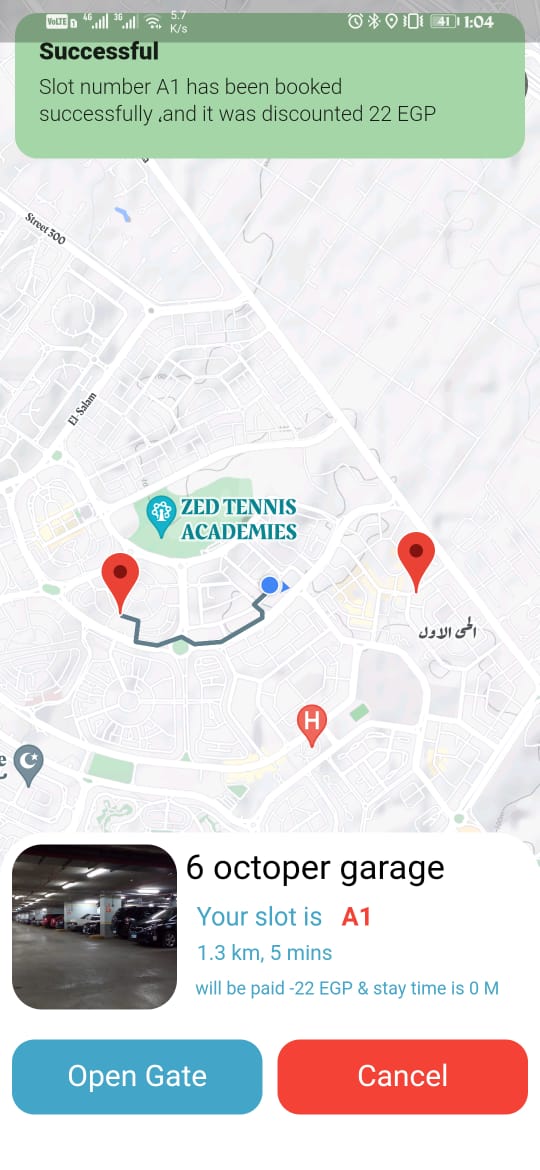 VoLTE 4G 3G 5.7 K/s 41 1:04
Successful
Slot number A1 has been booked
successfully ,and it was discounted 22 EGP
Street 300
El-Salam
ZED TENNIS
ACADEMIES
الحي الاول
H
6 octoper garage
Your slot is A1
1.3 km, 5 mins
will be paid -22 EGP & stay time is 0 M
Open Gate
Cancel